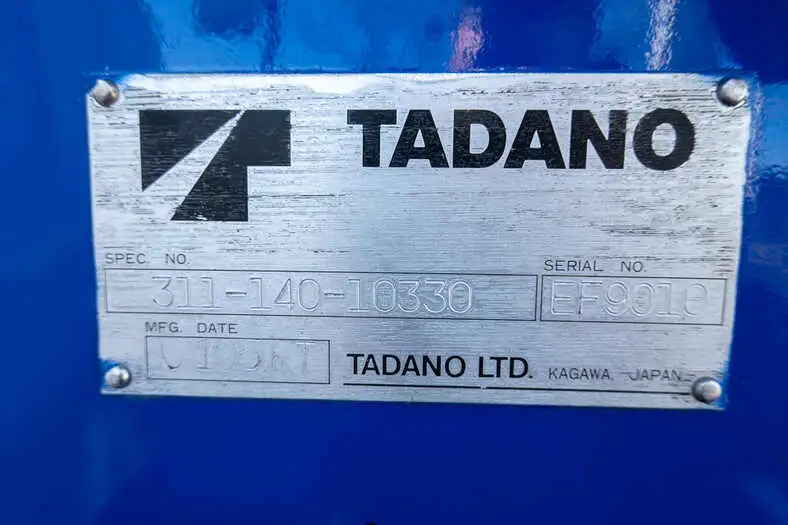 TADANO
SPEC. NO. SERIAL NO.
311-140-10330 EF9010
MFG. DATE
TADANO LTD. KAGAWA, JAPAN